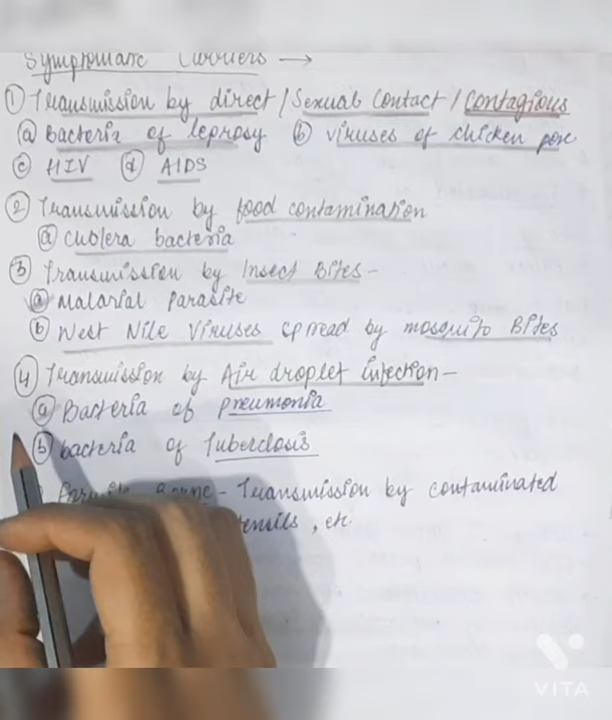 Symptomatic Carriers →
① Transmission by direct / Sexual Contact / Contagious
ⓐ Bacteria of leprosy ⓑ Viruses of chicken pox
ⓒ HIV ⓓ AIDS
② Transmission by food contamination
ⓐ Cholera bacteria
③ Transmission by Insect Bites -
ⓐ Malarial Parasite
ⓑ West Nile Viruses spread by mosquito Bites
④ Transmission by Air droplet infection -
ⓐ Bacteria of pneumonia
ⓑ bacteria of Tuberclosis
Borne - Transmission by contaminated
etc
VITA